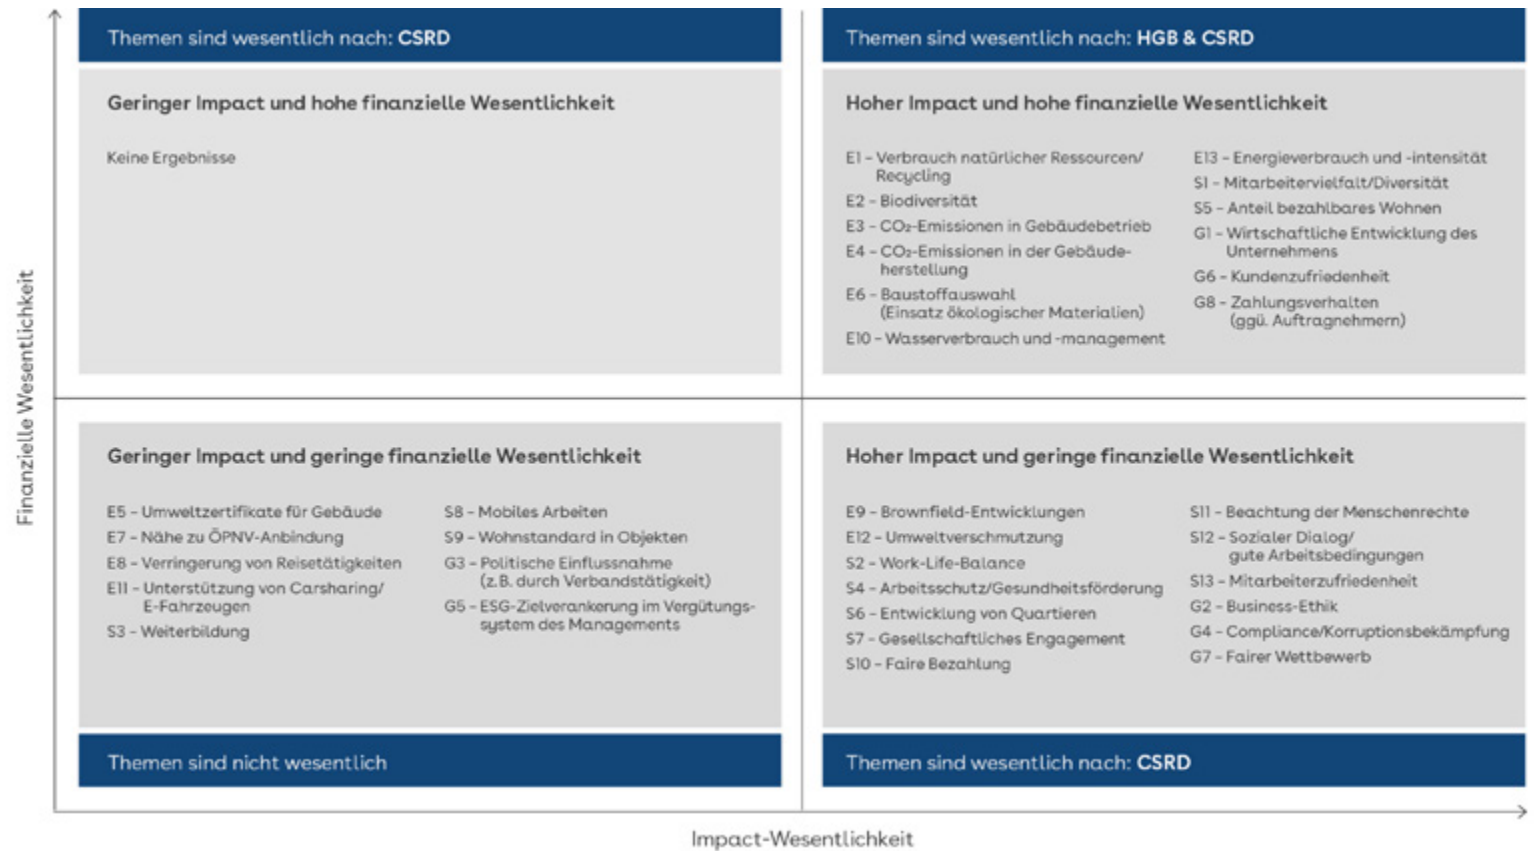 Finanzielle Wesentlichkeit
Themen sind wesentlich nach: CSRD
Geringer Impact und hohe finanzielle Wesentlichkeit
Keine Ergebnisse
Themen sind wesentlich nach: HGB & CSRD
Hoher Impact und hohe finanzielle Wesentlichkeit
E1 – Verbrauch natürlicher Ressourcen/
Recycling
E2 – Biodiversität
E3 – CO₂-Emissionen in Gebäudebetrieb
E4 – CO₂-Emissionen in der Gebäude-
herstellung
E6 – Baustoffauswahl
(Einsatz ökologischer Materialien)
E10 – Wasserverbrauch und -management
E13 – Energieverbrauch und -intensität
S1 – Mitarbeitervielfalt/Diversität
S5 – Anteil bezahlbares Wohnen
G1 – Wirtschaftliche Entwicklung des
Unternehmens
G6 – Kundenzufriedenheit
G8 – Zahlungsverhalten
(ggü. Auftragnehmern)
Geringer Impact und geringe finanzielle Wesentlichkeit
E5 – Umweltzertifikate für Gebäude
E7 – Nähe zu ÖPNV-Anbindung
E8 – Verringerung von Reisetätigkeiten
E11 – Unterstützung von Carsharing/
E-Fahrzeugen
S3 – Weiterbildung
S8 – Mobiles Arbeiten
S9 – Wohnstandard in Objekten
G3 – Politische Einflussnahme
(z.B. durch Verbandstätigkeit)
G5 – ESG-Zielverankerung im Vergütungs-
system des Managements
Themen sind nicht wesentlich
Hoher Impact und geringe finanzielle Wesentlichkeit
E9 – Brownfield-Entwicklungen
E12 – Umweltverschmutzung
S2 – Work-Life-Balance
S4 – Arbeitsschutz/Gesundheitsförderung
S6 – Entwicklung von Quartieren
S7 – Gesellschaftliches Engagement
S10 – Faire Bezahlung
S11 – Beachtung der Menschenrechte
S12 – Sozialer Dialog/
gute Arbeitsbedingungen
S13 – Mitarbeiterzufriedenheit
G2 – Business-Ethik
G4 – Compliance/Korruptionsbekämpfung
G7 – Fairer Wettbewerb
Themen sind wesentlich nach: CSRD
Impact-Wesentlichkeit